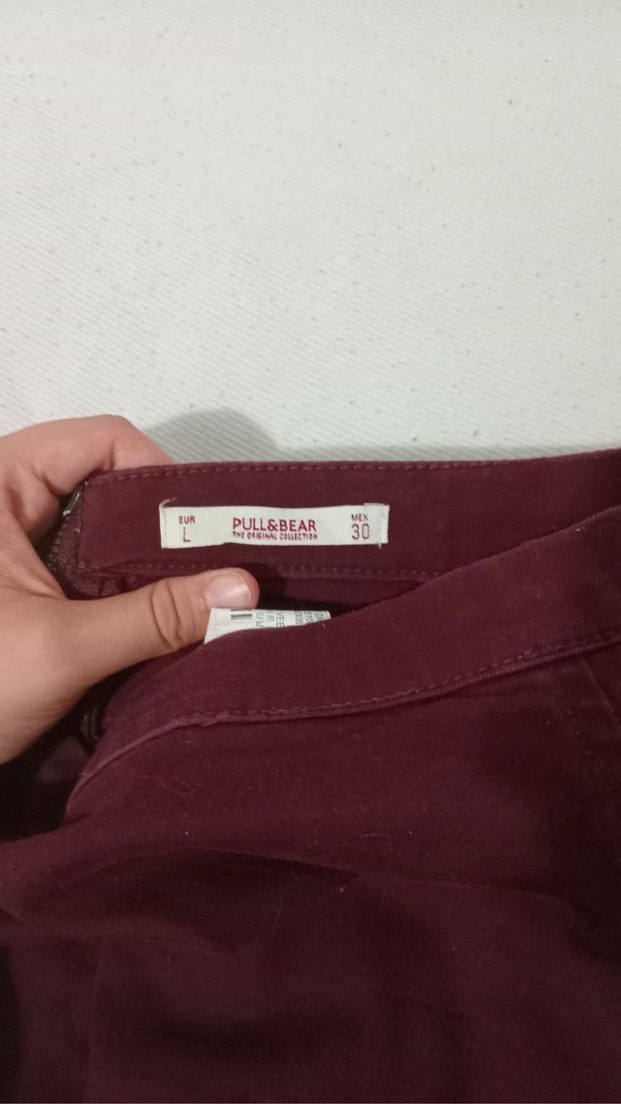 EUR
L
PULL&BEAR
THE ORIGINAL COLLECTION
MEX
30